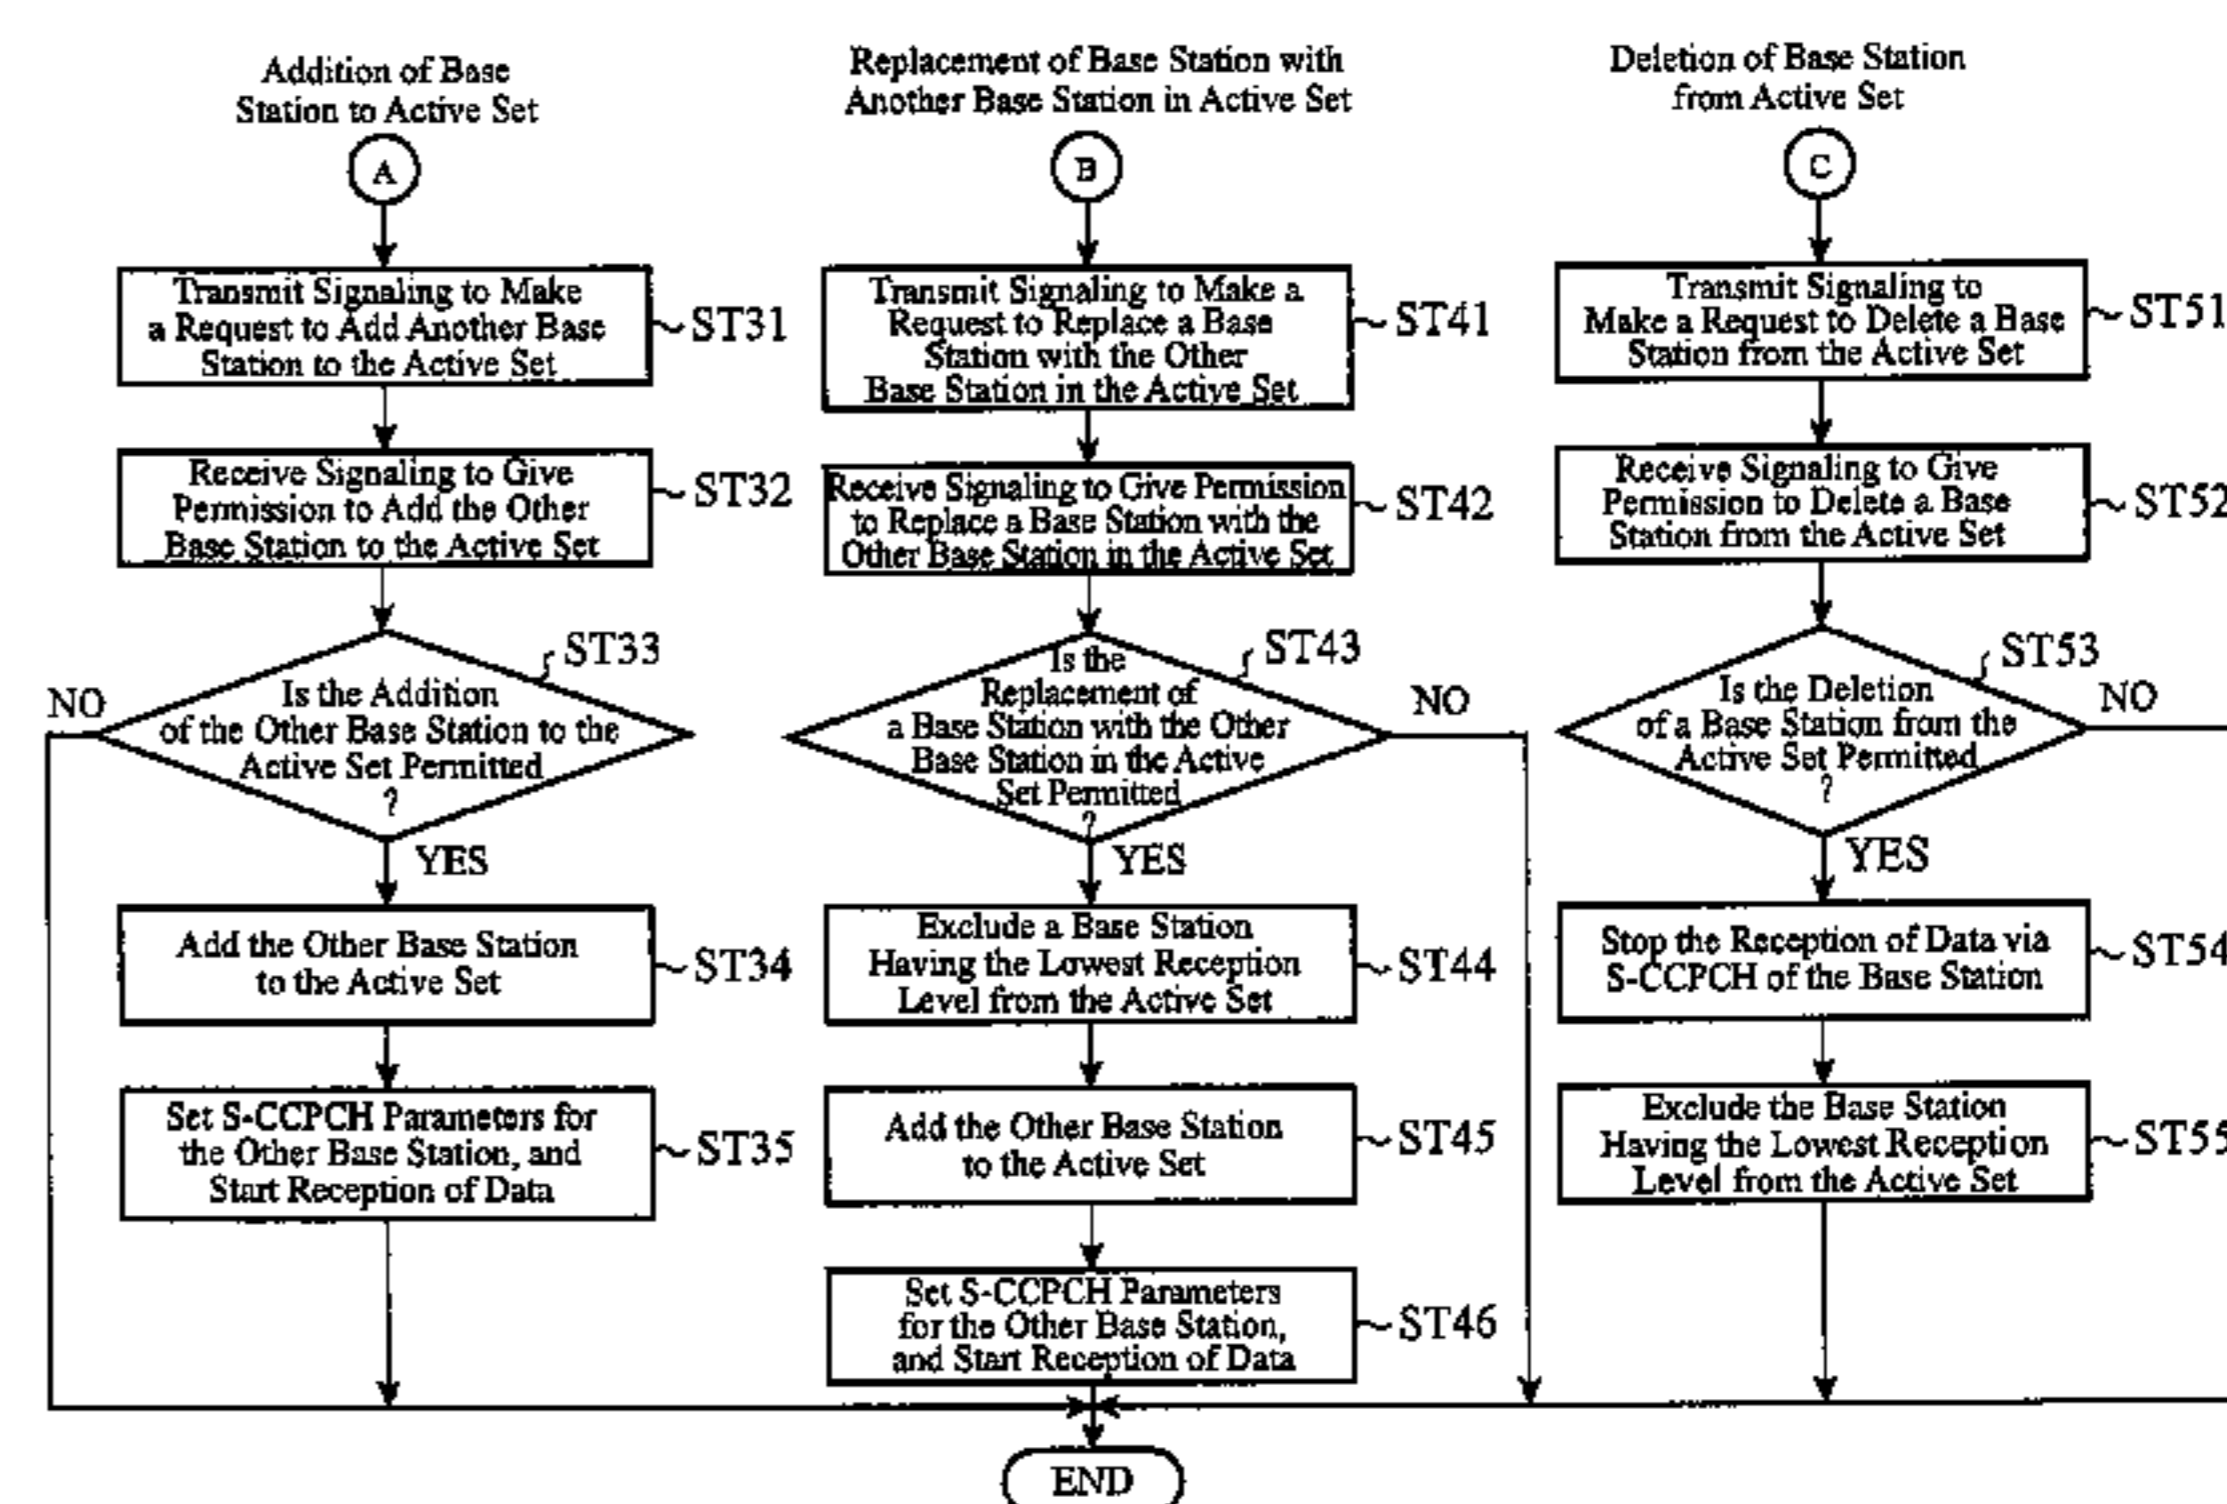 Addition of Base
Station to Active Set
A
Transmit Signaling to Make
a Request to Add Another Base
Station to the Active Set
ST31
Receive Signaling to Give
Permission to Add the Other
Base Station to the Active Set
ST32
ST33
NO
Is the Addition
of the Other Base Station to the
Active Set Permitted
?
YES
Add the Other Base Station
to the Active Set
ST34
Set S-CCPCH Parameters for
the Other Base Station, and
Start Reception of Data
ST35
Replacement of Base Station with
Another Base Station in Active Set
B
Transmit Signaling to Make a
Request to Replace a Base
Station with the Other
Base Station in the Active Set
ST41
Receive Signaling to Give Permission
to Replace a Base Station with the
Other Base Station in the Active Set
ST42
ST43
Is the
Replacement of
a Base Station with the Other
Base Station in the Active
Set Permitted
?
NO
YES
Exclude a Base Station
Having the Lowest Reception
Level from the Active Set
ST44
Add the Other Base Station
to the Active Set
ST45
Set S-CCPCH Parameters
for the Other Base Station,
and Start Reception of Data
ST46
END
Deletion of Base Station
from Active Set
C
Transmit Signaling to
Make a Request to Delete a Base
Station from the Active Set
ST51
Receive Signaling to Give
Permission to Delete a Base
Station from the Active Set
ST52
ST53
Is the Deletion
of a Base Station from the
Active Set Permitted
?
NO
YES
Stop the Reception of Data via
S-CCPCH of the Base Station
ST54
Exclude the Base Station
Having the Lowest Reception
Level from the Active Set
ST55